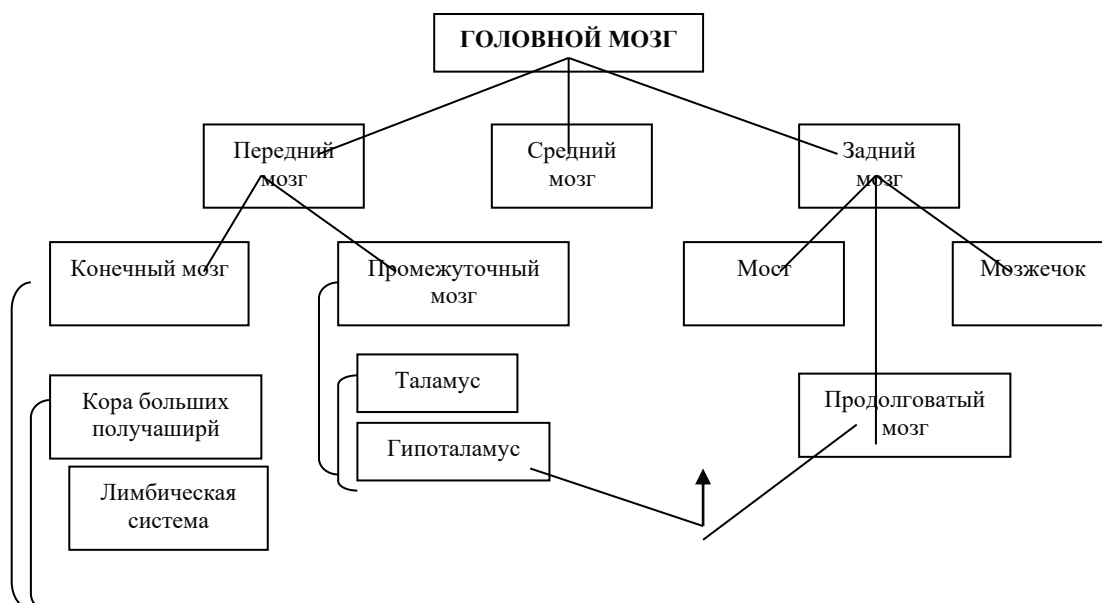 ГОЛОВНОЙ МОЗГ
Передний
мозг
Средний
мозг
Задний
мозг
Конечный мозг
Промежуточный
мозг
Мост
Мозжечок
Таламус
Кора больших
получаширй
Продолговатый
мозг
Гипоталамус
Лимбическая
система